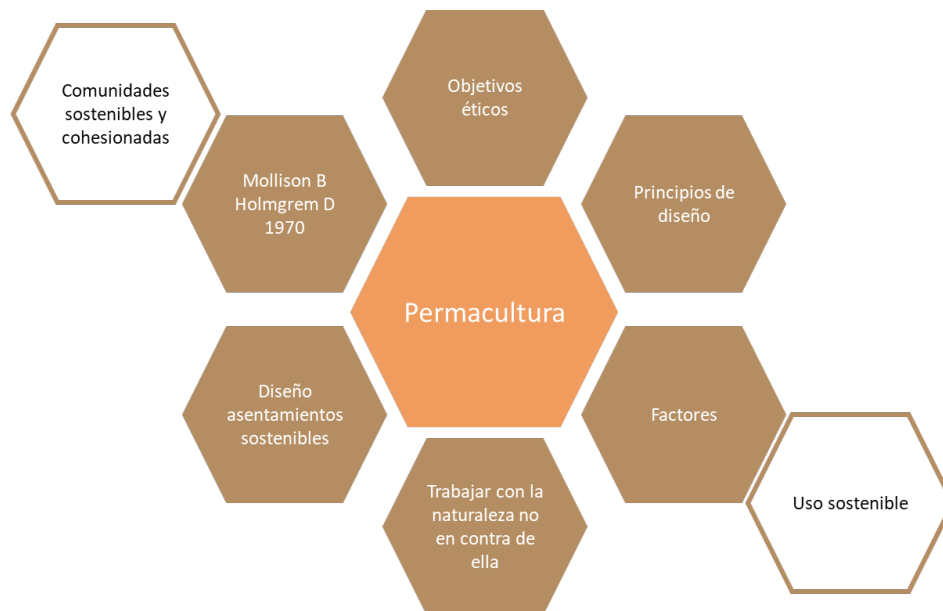 Comunidades
sostenibles y
cohesionadas
Objetivos
éticos
Mollison B
Holmgrem D
1970
Principios de
diseño
Permacultura
Diseño
asentamientos
sostenibles
Factores
Trabajar con la
naturaleza no
en contra de
ella
Uso sostenible